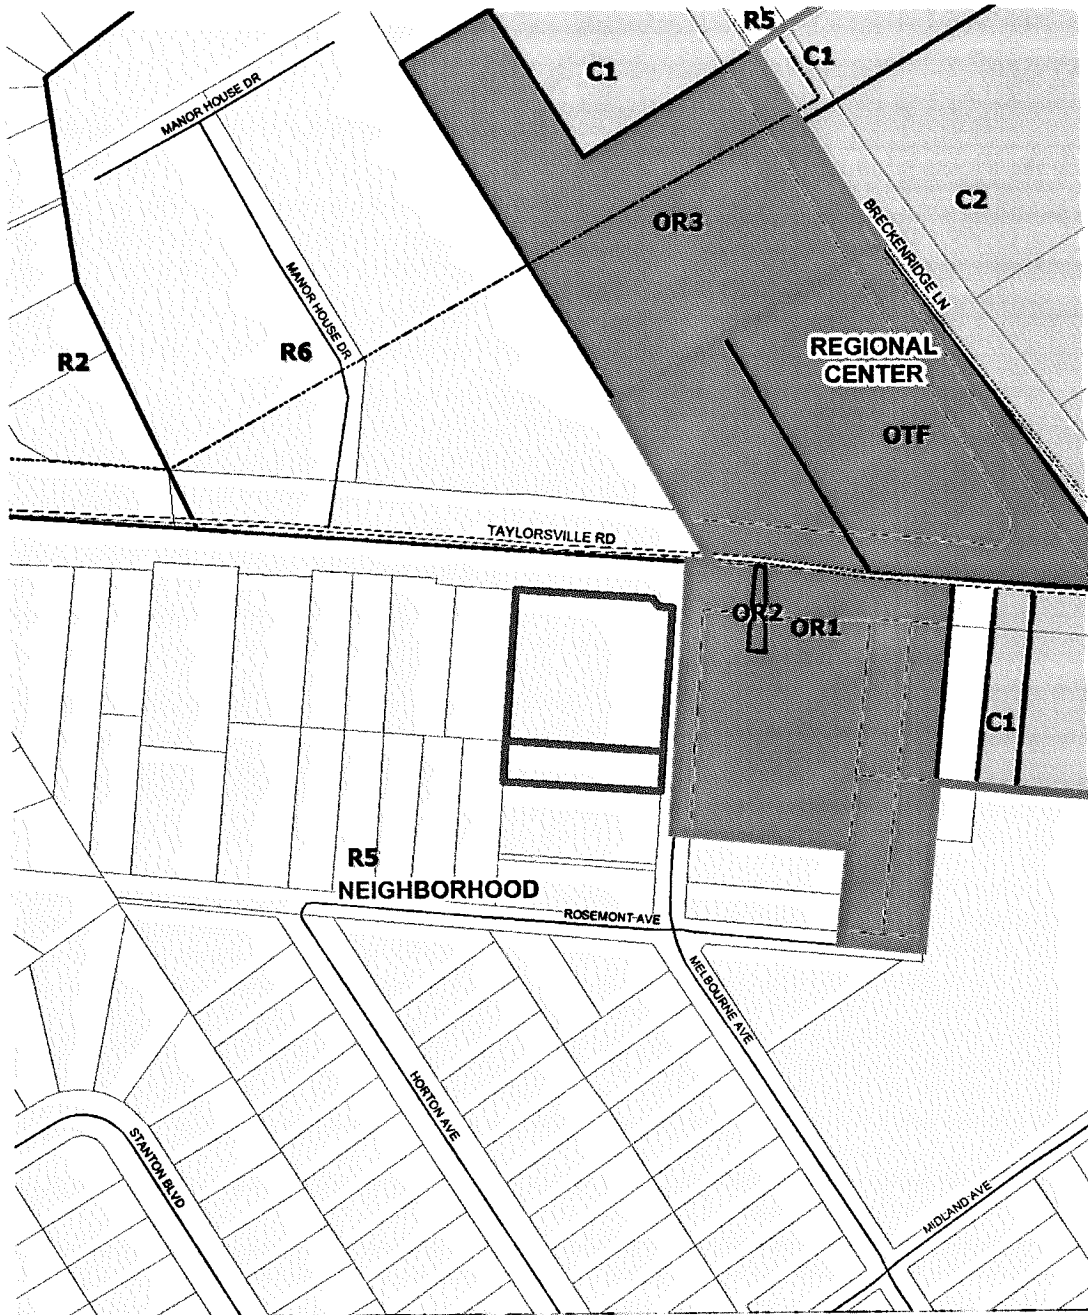 R5
C1
C1
MANOR HOUSE DR
C2
OR3
BRECKENRIDGE LN
MANOR HOUSE DR
R6
R2
REGIONAL
CENTER
OTF
TAYLORSVILLE RD
OR2
OR1
C1
R5
NEIGHBORHOOD
ROSEMONT AVE
MELBOURNE AVE
HORTON AVE
STANTON BLVD
MIDLAND AVE